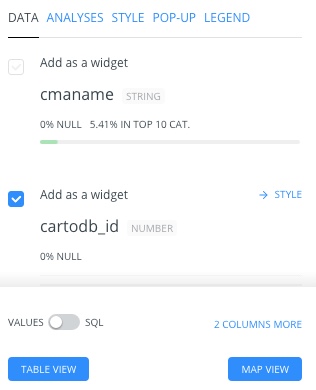 DATA ANALYSES STYLE POP-UP LEGEND
Add as a widget
cmaname STRING
0% NULL 5.41% IN TOP 10 CAT.
Add as a widget STYLE
cartodb_id NUMBER
0% NULL
VALUES SQL 2 COLUMNS MORE
TABLE VIEW MAP VIEW